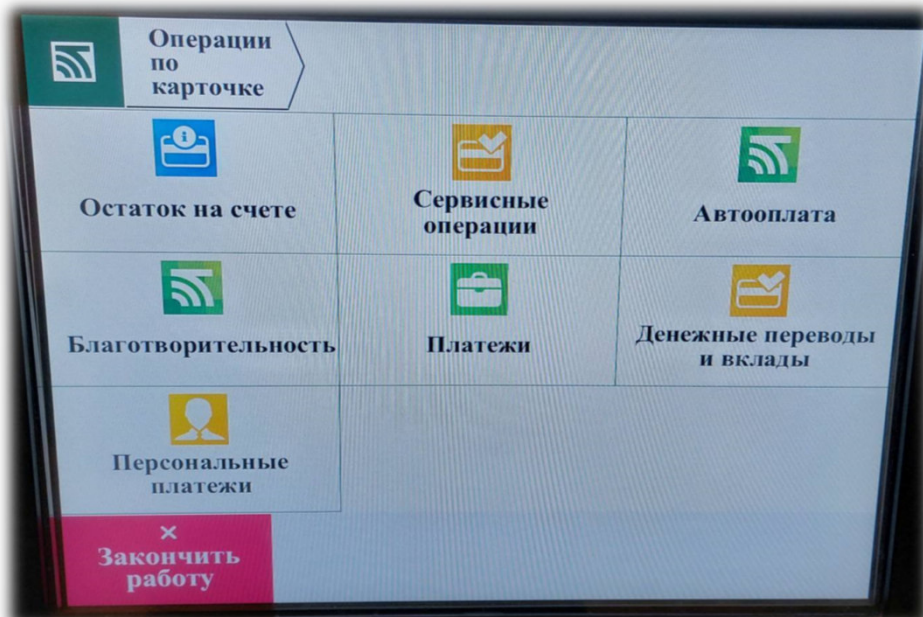 Операции
по
карточке
Остаток на счете
Сервисные
операции
Автооплата
Благотворительность
Платежи
Денежные переводы
и вклады
Персональные
платежи
×
Закончить
работу